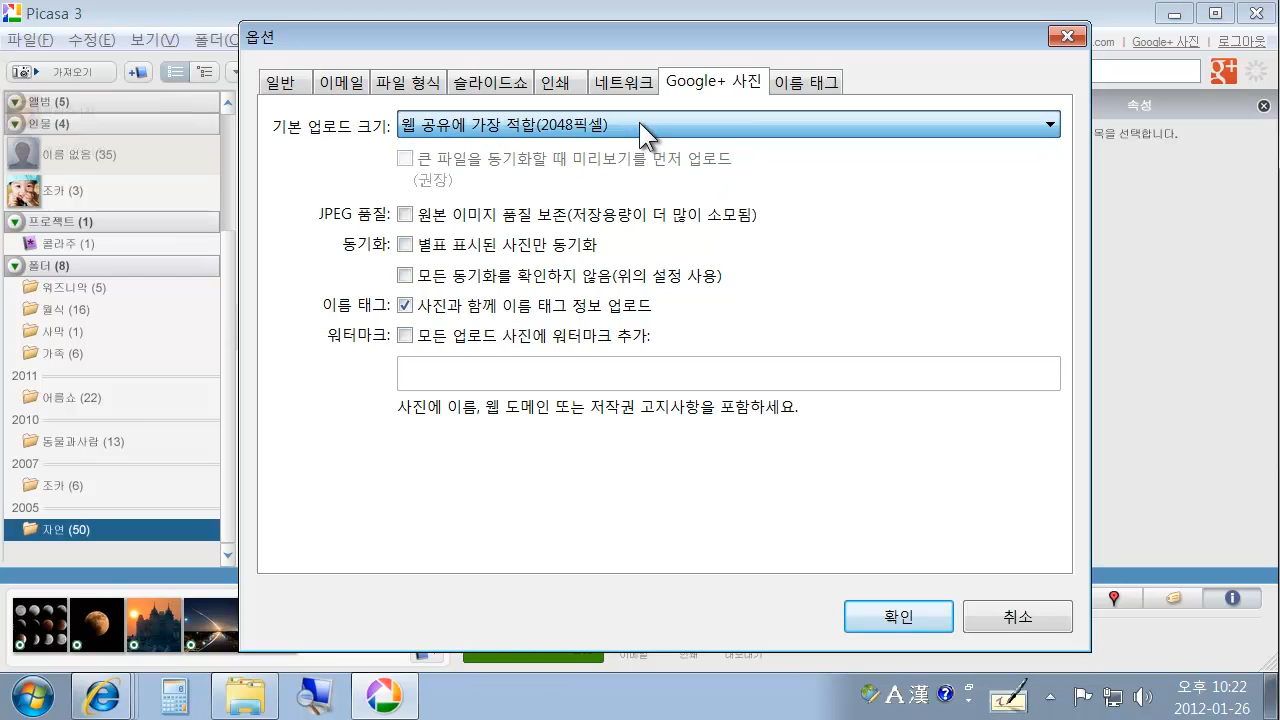 Picasa 3
파일(F) 수정(E) 보기(V) 폴더(O
.com Google+ 사진 로그아웃
가져오기
앨범 (5)
인물 (4)
이름 없음 (35)
조카 (3)
프로젝트 (1)
콜라주 (1)
폴더 (8)
워즈니악 (5)
월식 (16)
사막 (1)
가족 (6)
2011
어름쇼 (22)
2010
동물과사람 (13)
2007
조카 (6)
2005
자연 (50)
옵션
일반 이메일 파일 형식 슬라이드쇼 인쇄 네트워크 Google+ 사진 이름 태그
기본 업로드 크기: 웹 공유에 가장 적합(2048픽셀)
큰 파일을 동기화할 때 미리보기를 먼저 업로드
(권장)
JPEG 품질: 원본 이미지 품질 보존(저장용량이 더 많이 소모됨)
동기화: 별표 표시된 사진만 동기화
모든 동기화를 확인하지 않음(위의 설정 사용)
이름 태그: 사진과 함께 이름 태그 정보 업로드
워터마크: 모든 업로드 사진에 워터마크 추가:
사진에 이름, 웹 도메인 또는 저작권 고지사항을 포함하세요.
확인 취소
g+
속성
목을 선택합니다.
이메일 인쇄 내보내기
A 漢
오후 10:22
2012-01-26